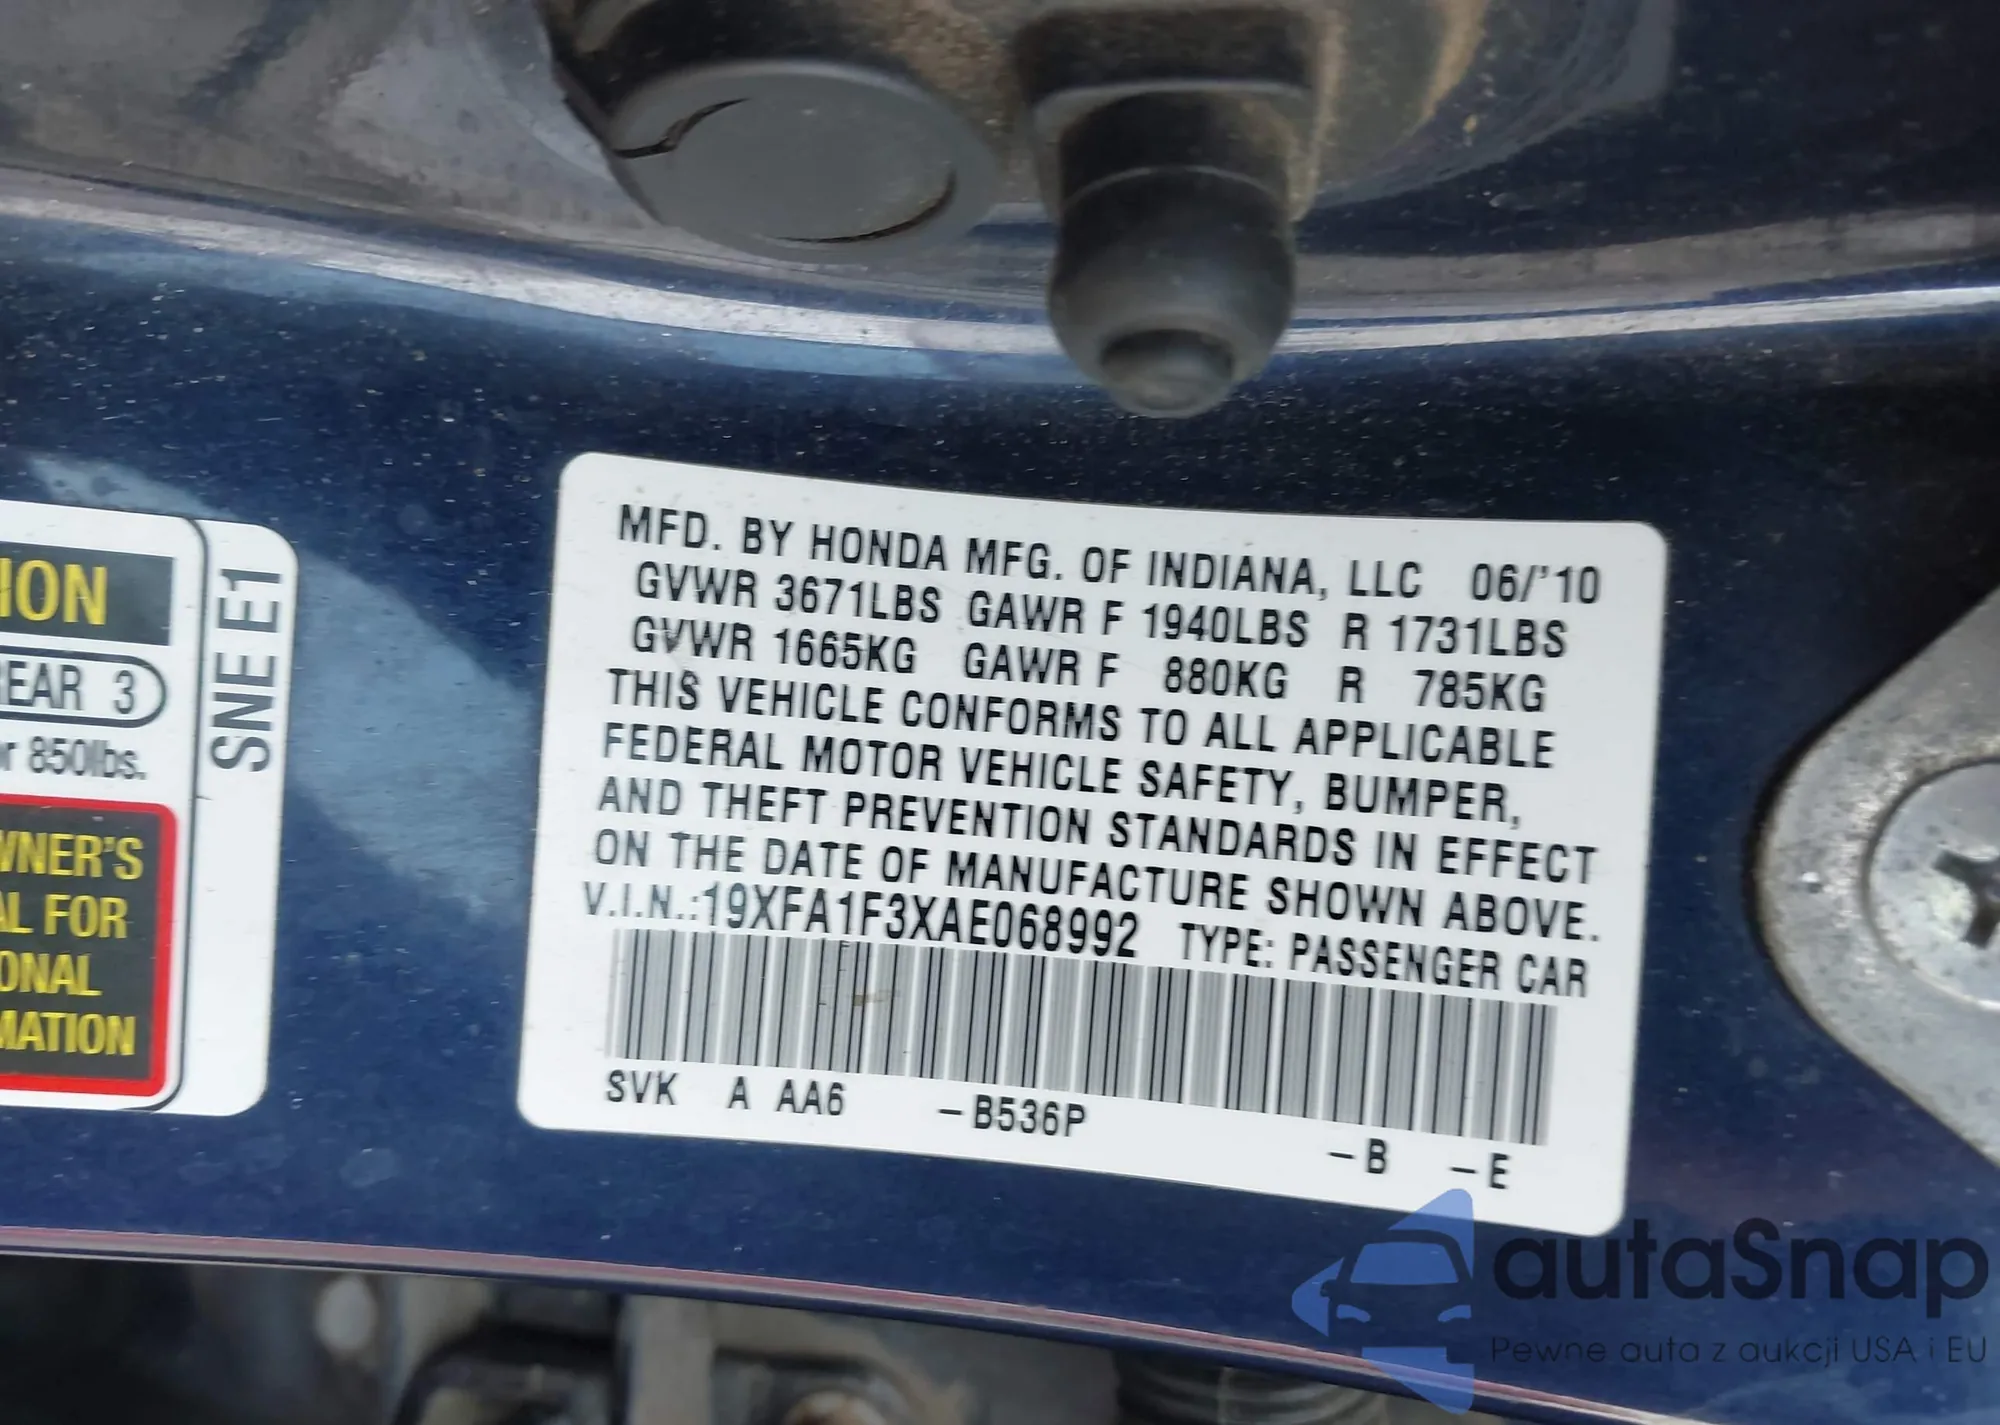 ION
REAR 3
r 850lbs.
WNER'S
AL FOR
ONAL
MATION
SNE E1
MFD. BY HONDA MFG. OF INDIANA, LLC 06/'10
GVWR 3671LBS GAWR F 1940LBS R 1731LBS
GVWR 1665KG GAWR F 880KG R 785KG
THIS VEHICLE CONFORMS TO ALL APPLICABLE
FEDERAL MOTOR VEHICLE SAFETY, BUMPER,
AND THEFT PREVENTION STANDARDS IN EFFECT
ON THE DATE OF MANUFACTURE SHOWN ABOVE.
V.I.N.:19XFA1F3XAE068992 TYPE: PASSENGER CAR
SVK A AA6 –B536P –B –E
autaSnap
Pewne auta z aukcji USA i EU